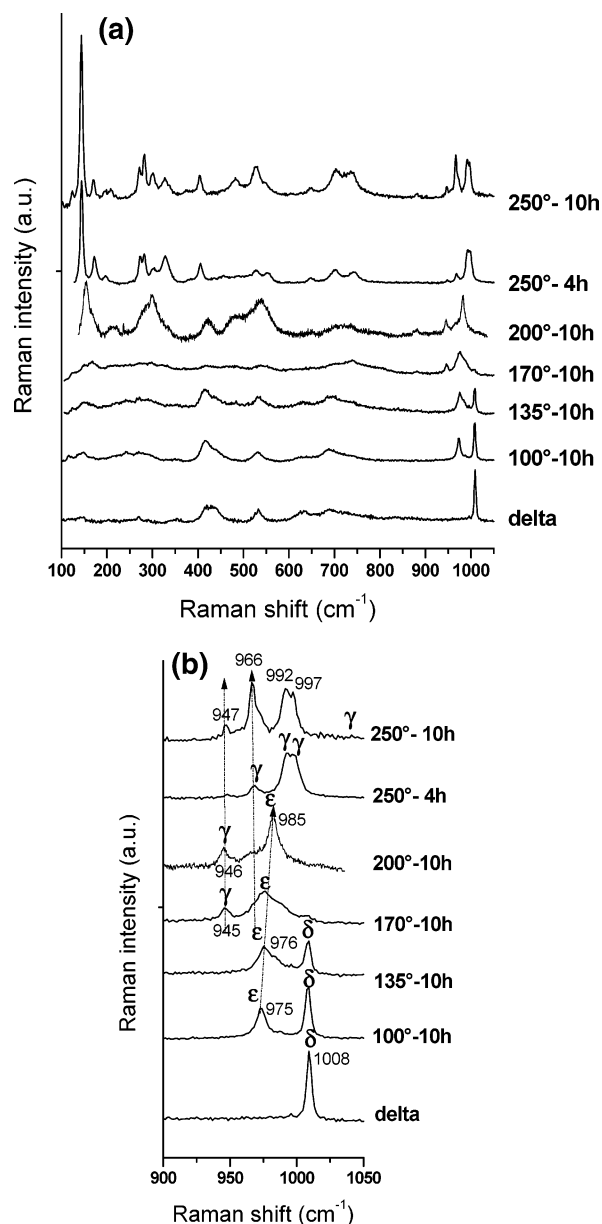 (a)
Raman intensity (a.u.)
250°- 10h
250°- 4h
200°-10h
170°-10h
135°-10h
100°-10h
delta
100 200 300 400 500 600 700 800 900 1000
Raman shift (cm-1)
(b)
Raman intensity (a.u.)
966
992 997
947
γ
250°- 10h
γ γ
γ
250°- 4h
ε
985
γ
946
200°-10h
ε
γ
945
170°-10h
ε
976
δ
135°-10h
ε
975
δ
100°-10h
δ
1008
delta
900 950 1000 1050
Raman shift (cm-1)